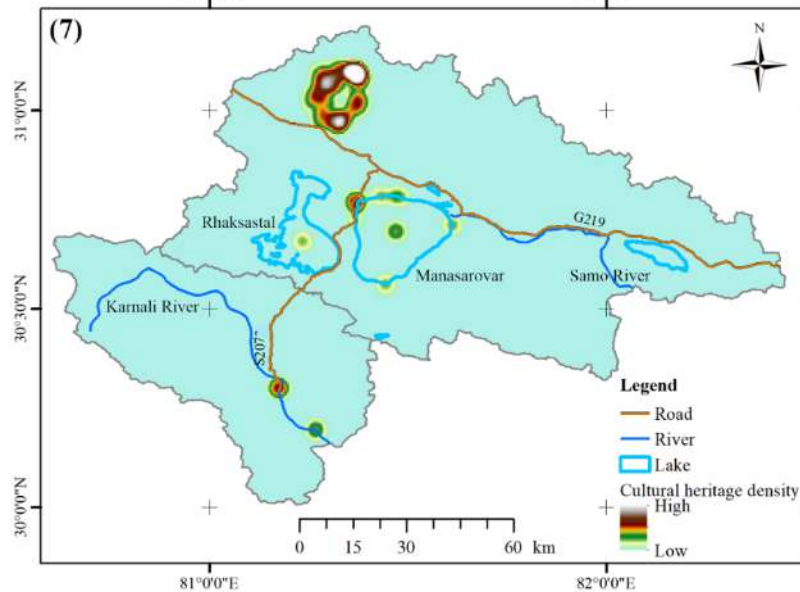 (7)
N
31°0'0"N
G219
Rhaksastal
Manasarovar
Samo River
Karnali River
30°30'0"N
S207
Legend
Road
River
Lake
Cultural heritage density
High
Low
30°0'0"N
0 15 30 60 km
81°0'0"E 82°0'0"E